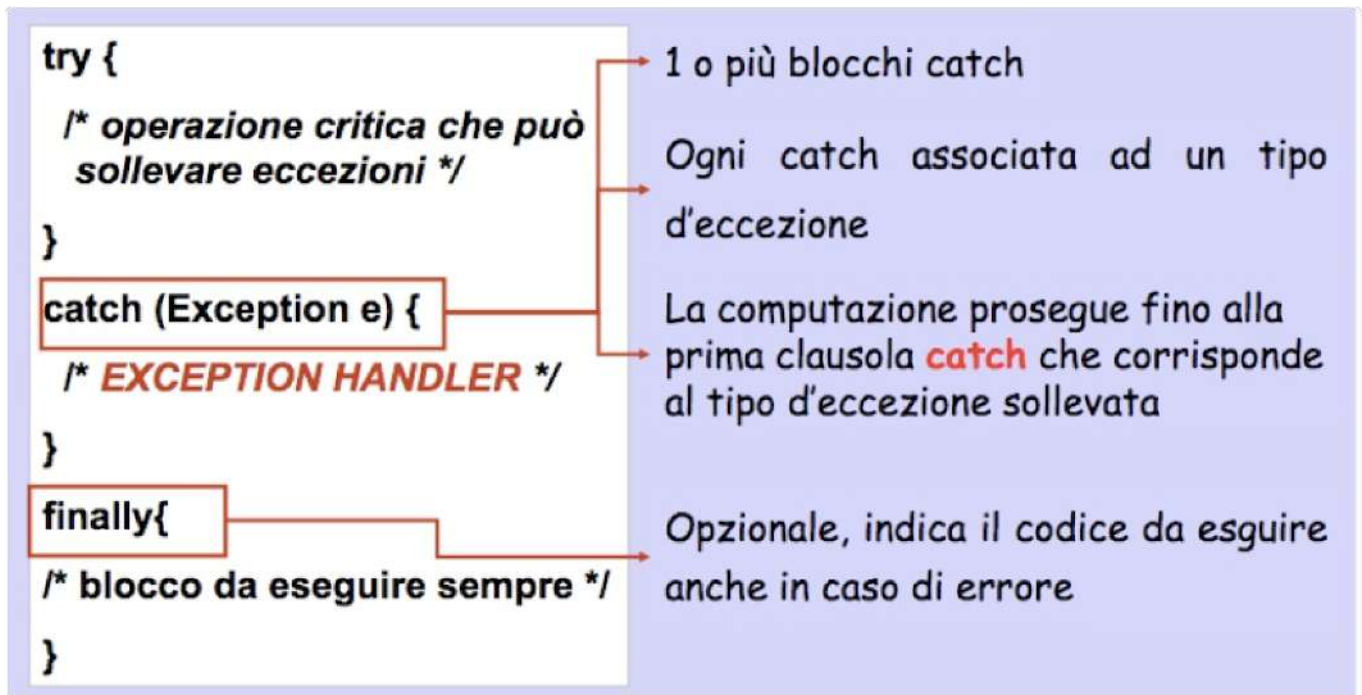 try {
/* operazione critica che può
sollevare eccezioni */
}
catch (Exception e) {
/* EXCEPTION HANDLER */
}
finally{
/* blocco da eseguire sempre */
}
1 o più blocchi catch
Ogni catch associata ad un tipo
d'eccezione
La computazione prosegue fino alla
prima clausola catch che corrisponde
al tipo d'eccezione sollevata
Opzionale, indica il codice da esguire
anche in caso di errore